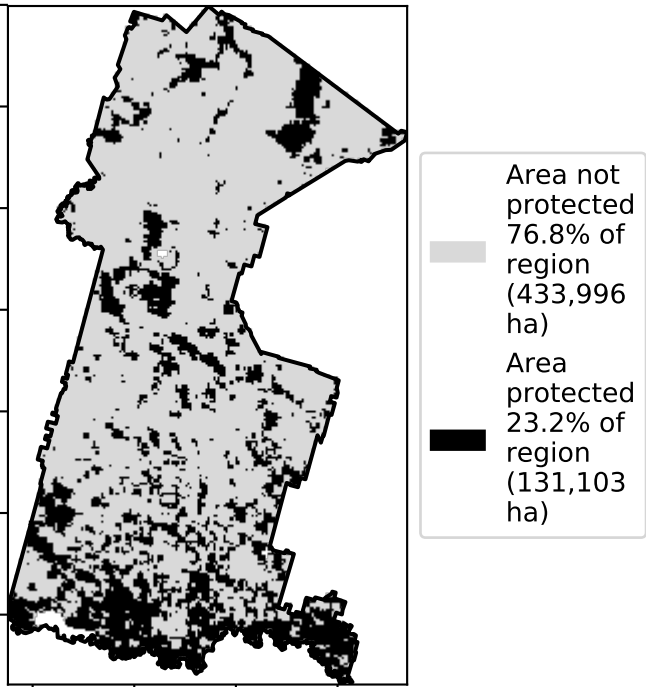 Area not
protected
76.8% of
region
(433,996
ha)
Area
protected
23.2% of
region
(131,103
ha)